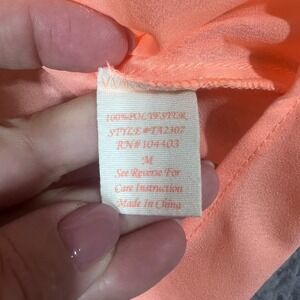 100%POLYESTER
STYLE#TA2307
RN#104403
M
See Reverse For
Care Instruction
Made In China